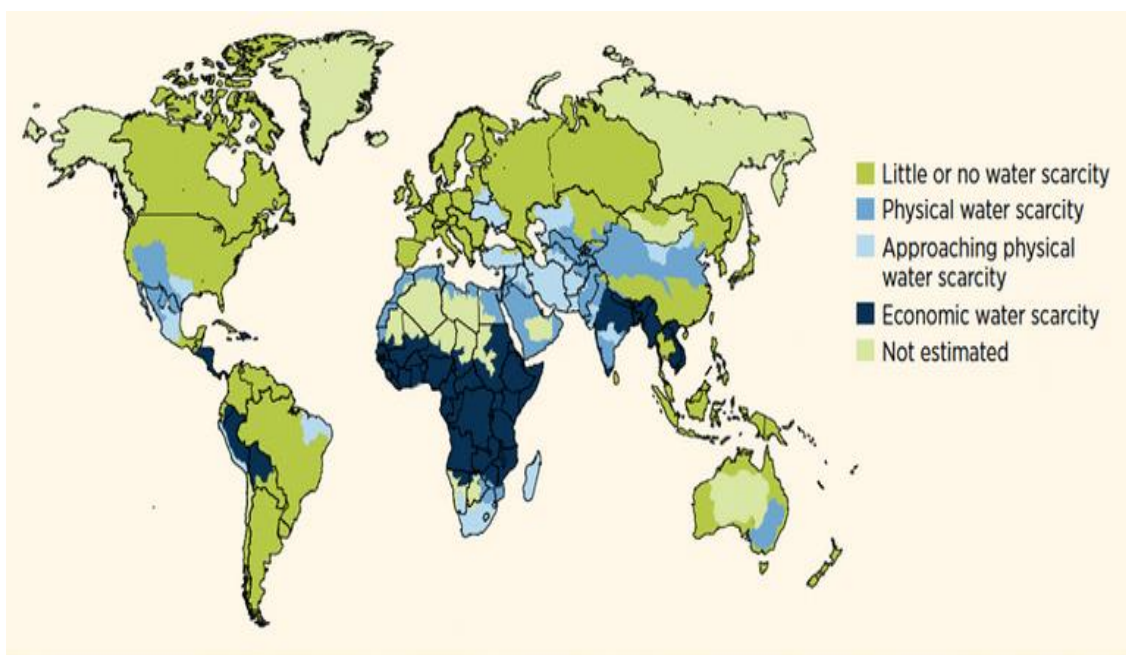 Little or no water scarcity
Physical water scarcity
Approaching physical
water scarcity
Economic water scarcity
Not estimated